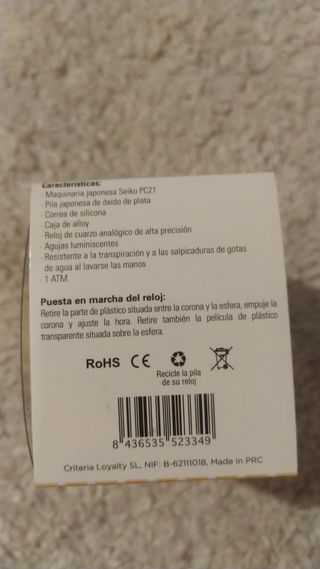 Características:
· Maquinaria japonesa Seiko PC21
· Pila japonesa de óxido de plata
· Correa de silicona
· Caja de alloy
· Reloj de cuarzo analógico de alta precisión
· Agujas luminiscentes
· Resistente a la transpiración y a las salpicaduras de gotas
de agua al lavarse las manos
· 1 ATM
Puesta en marcha del reloj:
Retire la parte de plástico situada entre la corona y la esfera, empuje la
corona y ajuste la hora. Retire también la película de plástico
transparente situada sobre la esfera.
RoHS CE
Recicle la pila
de su reloj
8 436535 523349
Criteria Loyalty SL, NIF: B-62111018, Made in PRC